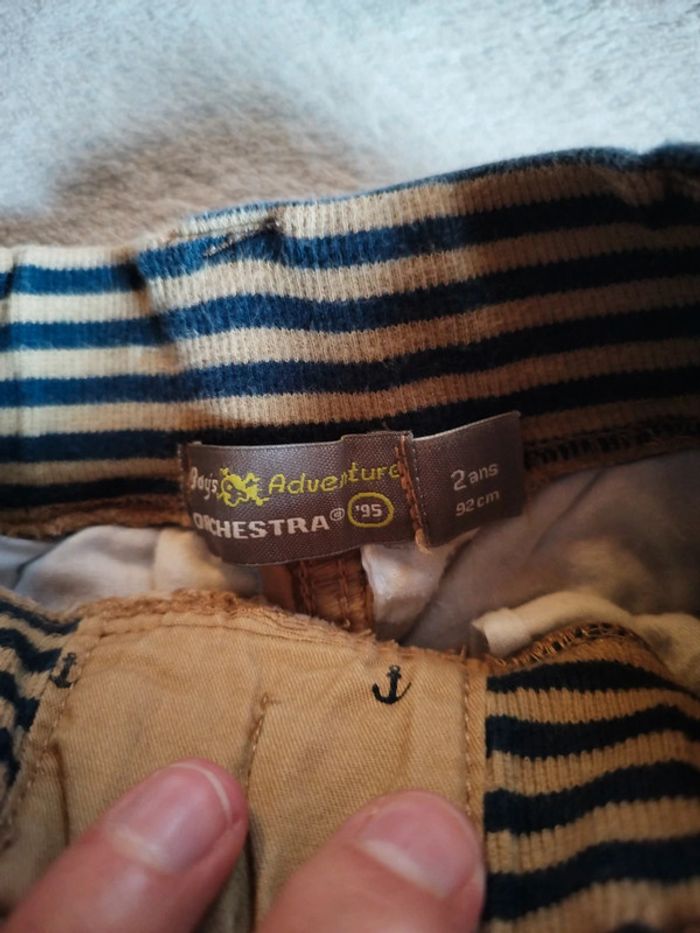 Boys Adventure
ORCHESTRA® '95
2 ans
92 cm